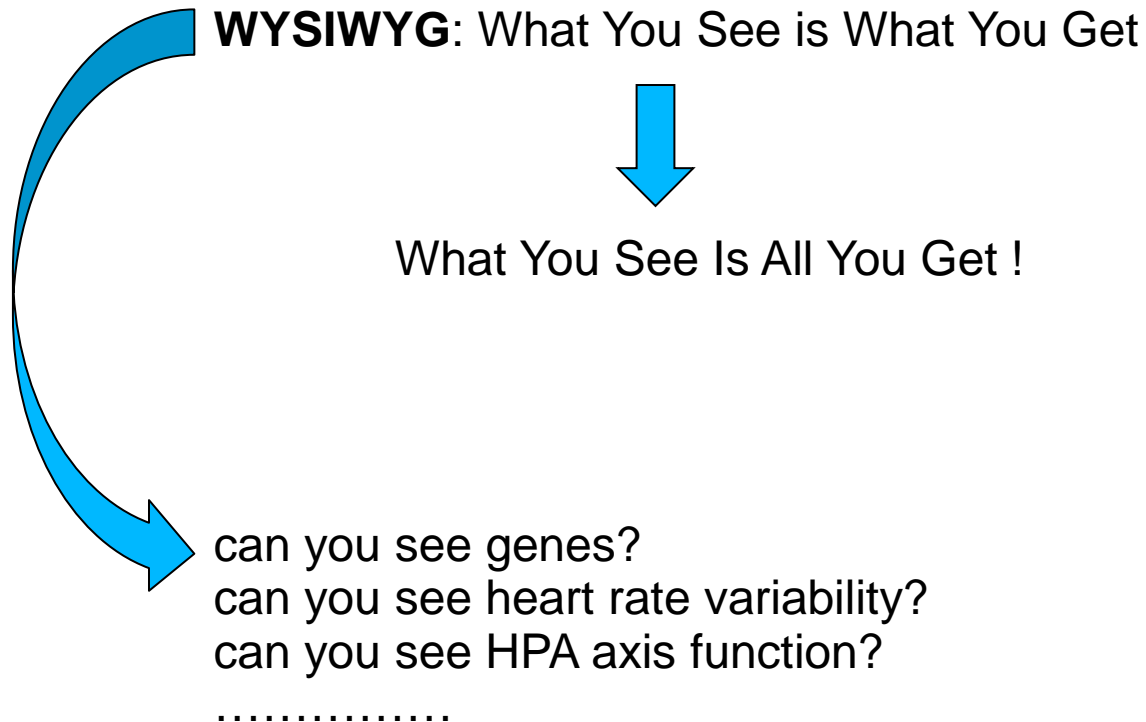 WYSIWYG: What You See is What You Get
What You See Is All You Get !
can you see genes?
can you see heart rate variability?
can you see HPA axis function?
……………